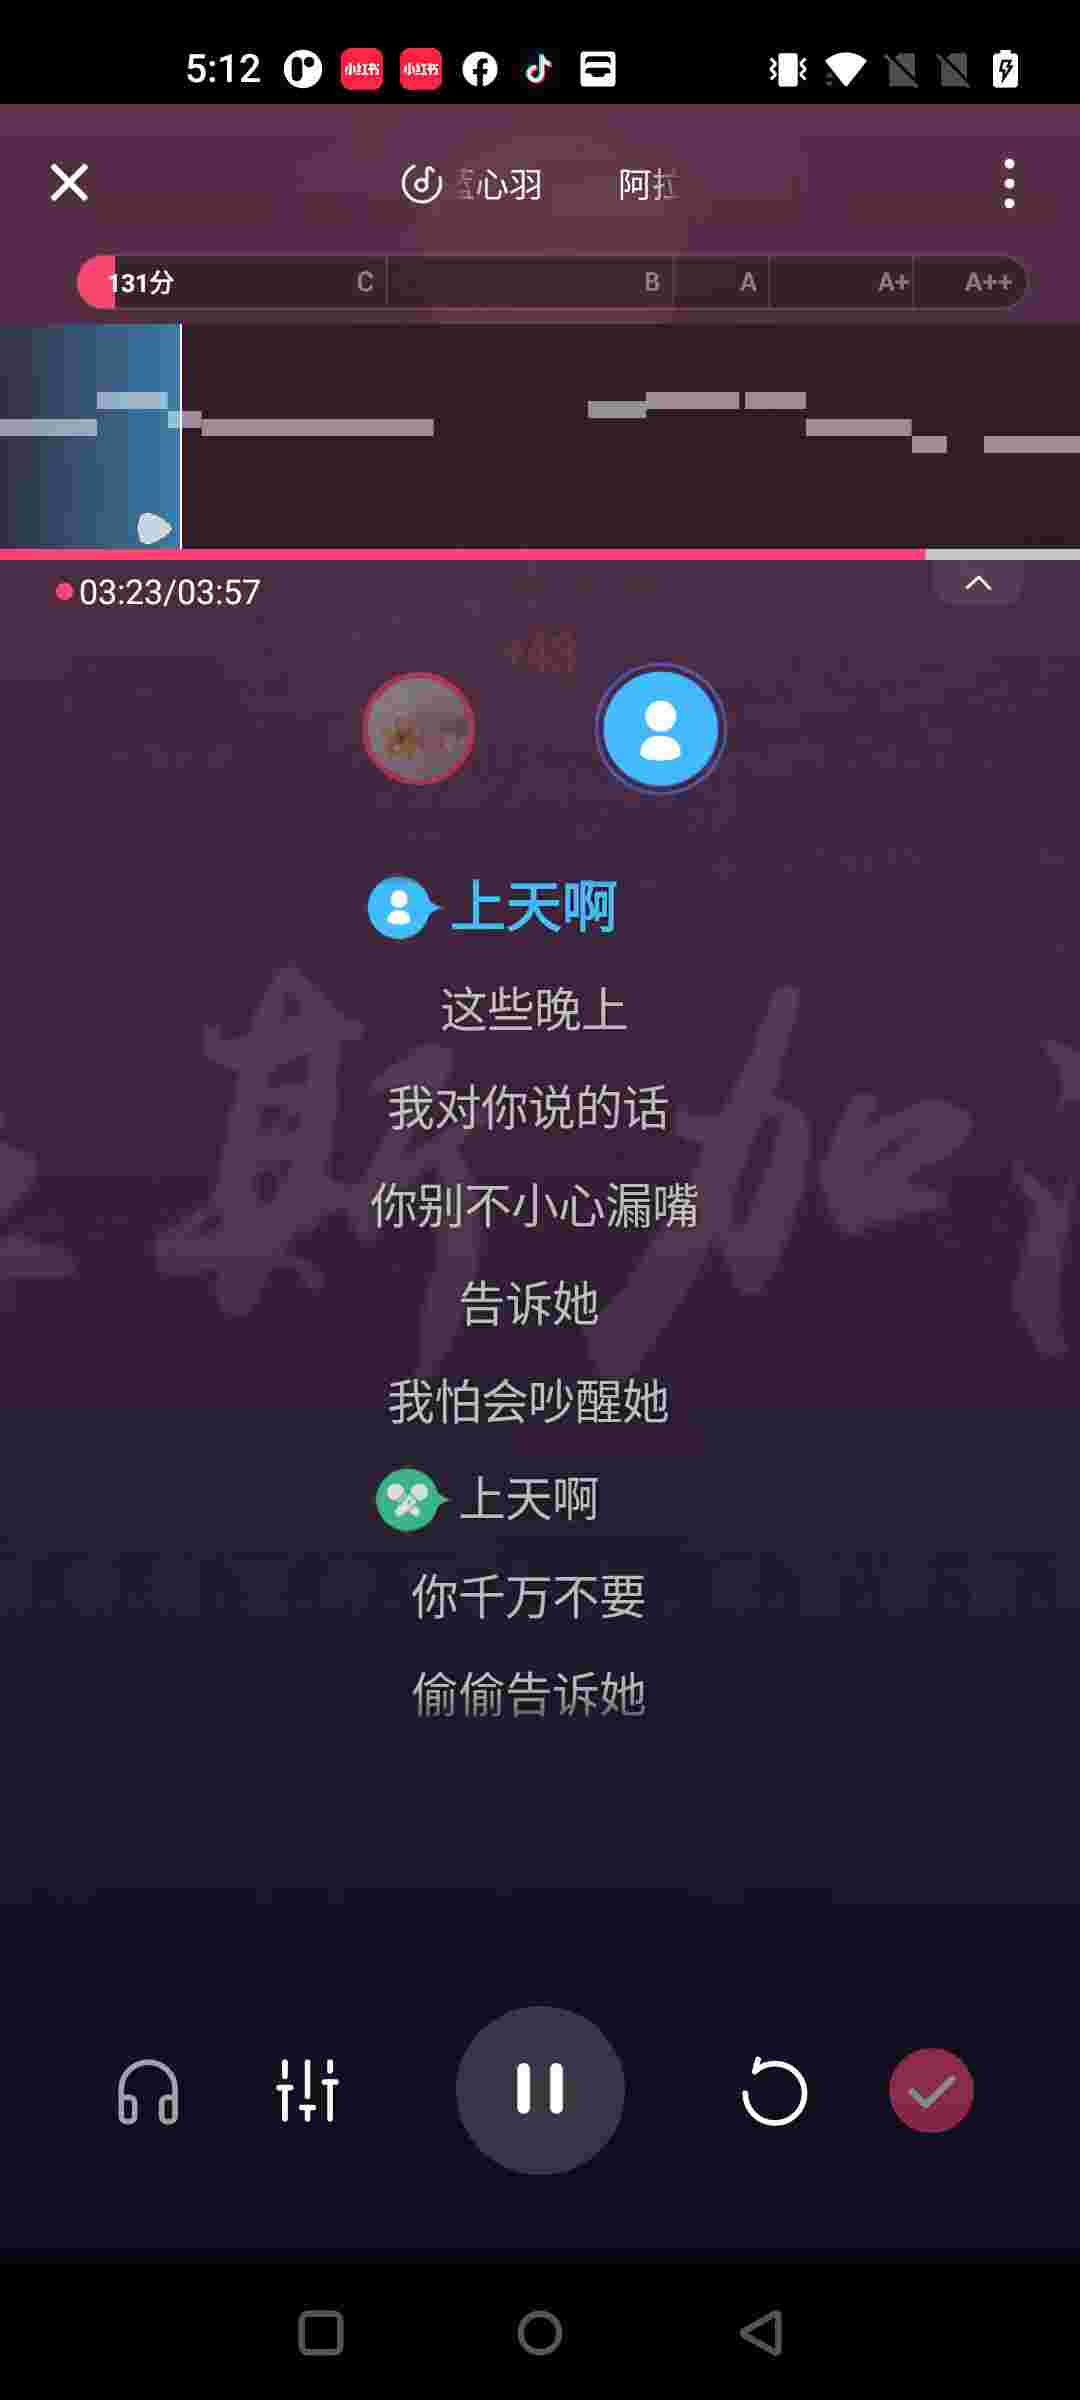 5:12
小红书 小红书
心羽 阿拉
131分 C B A A+ A++
03:23/03:57
+43
上天啊
这些晚上
我对你说的话
你别不小心漏嘴
告诉她
我怕会吵醒她
上天啊
你千万不要
偷偷告诉她
斯加